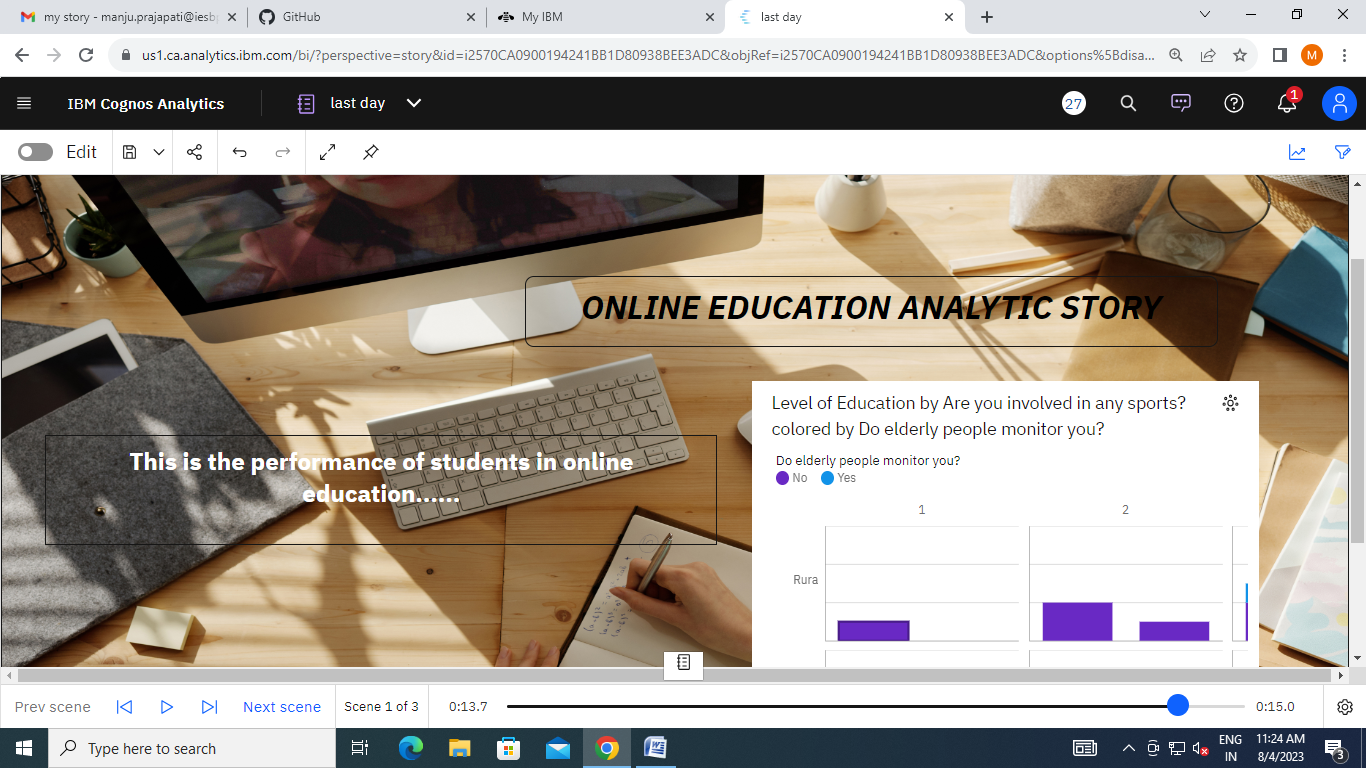 my story - manju.prajapati@iesbp
GitHub
My IBM
last day
us1.ca.analytics.ibm.com/bi/?perspective=story&id=i2570CA0900194241BB1D80938BEE3ADC&objRef=i2570CA0900194241BB1D80938BEE3ADC&options%5Bdisa...
M
IBM Cognos Analytics
last day
27
1
Edit
ONLINE EDUCATION ANALYTIC STORY
This is the performance of students in online
education......
Level of Education by Are you involved in any sports?
colored by Do elderly people monitor you?
Do elderly people monitor you?
No Yes
1 2
Rura
Prev scene
Next scene
Scene 1 of 3
0:13.7
0:15.0
Type here to search
ENG
IN
11:24 AM
8/4/2023
3